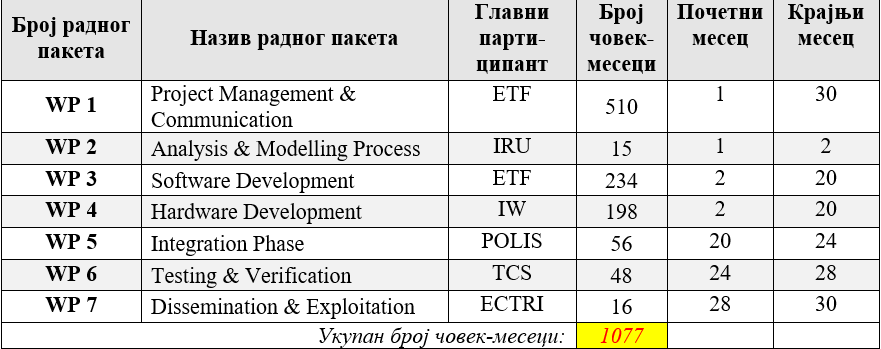 Број радног пакета Назив радног пакета Главни парти-ципант Број човек-месеци Почетни месец Крајњи месец
WP 1 Project Management & Communication ETF 510 1 30
WP 2 Analysis & Modelling Process IRU 15 1 2
WP 3 Software Development ETF 234 2 20
WP 4 Hardware Development IW 198 2 20
WP 5 Integration Phase POLIS 56 20 24
WP 6 Testing & Verification TCS 48 24 28
WP 7 Dissemination & Exploitation ECTRI 16 28 30
Укупан број човек-месеци: 1077